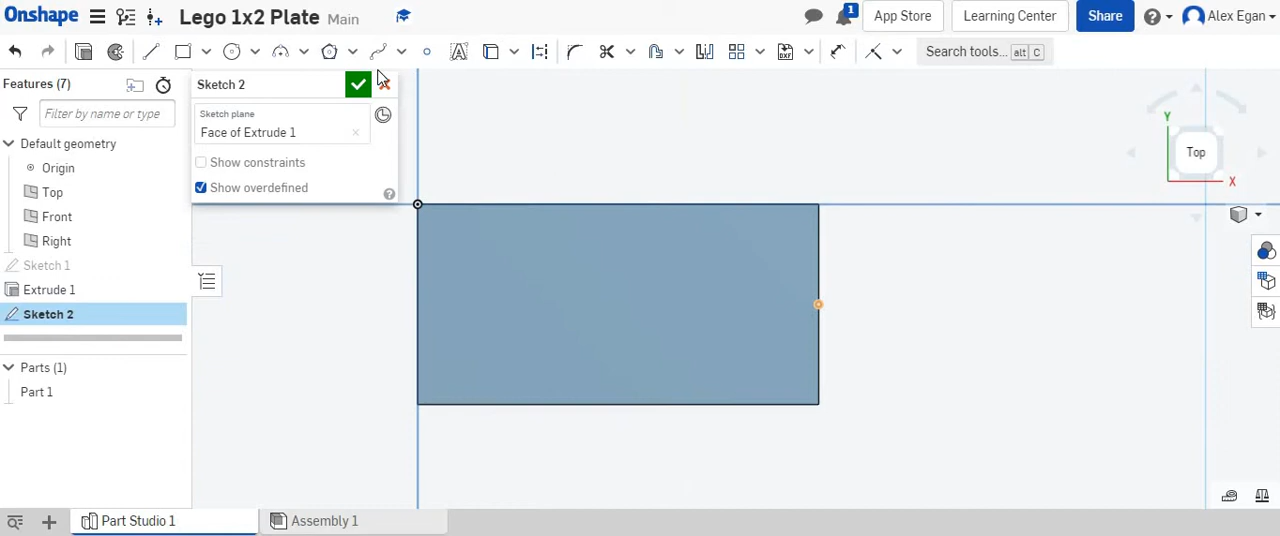 Onshape Lego 1x2 Plate Main 1 App Store Learning Center Share Alex Egan
Search tools... alt C
Features (7)
Filter by name or type
Default geometry
Origin
Top
Front
Right
Sketch 1
Extrude 1
Sketch 2
Parts (1)
Part 1
Sketch 2
Sketch plane
Face of Extrude 1
Show constraints
Show overdefined
Y
Top
X
Part Studio 1 Assembly 1